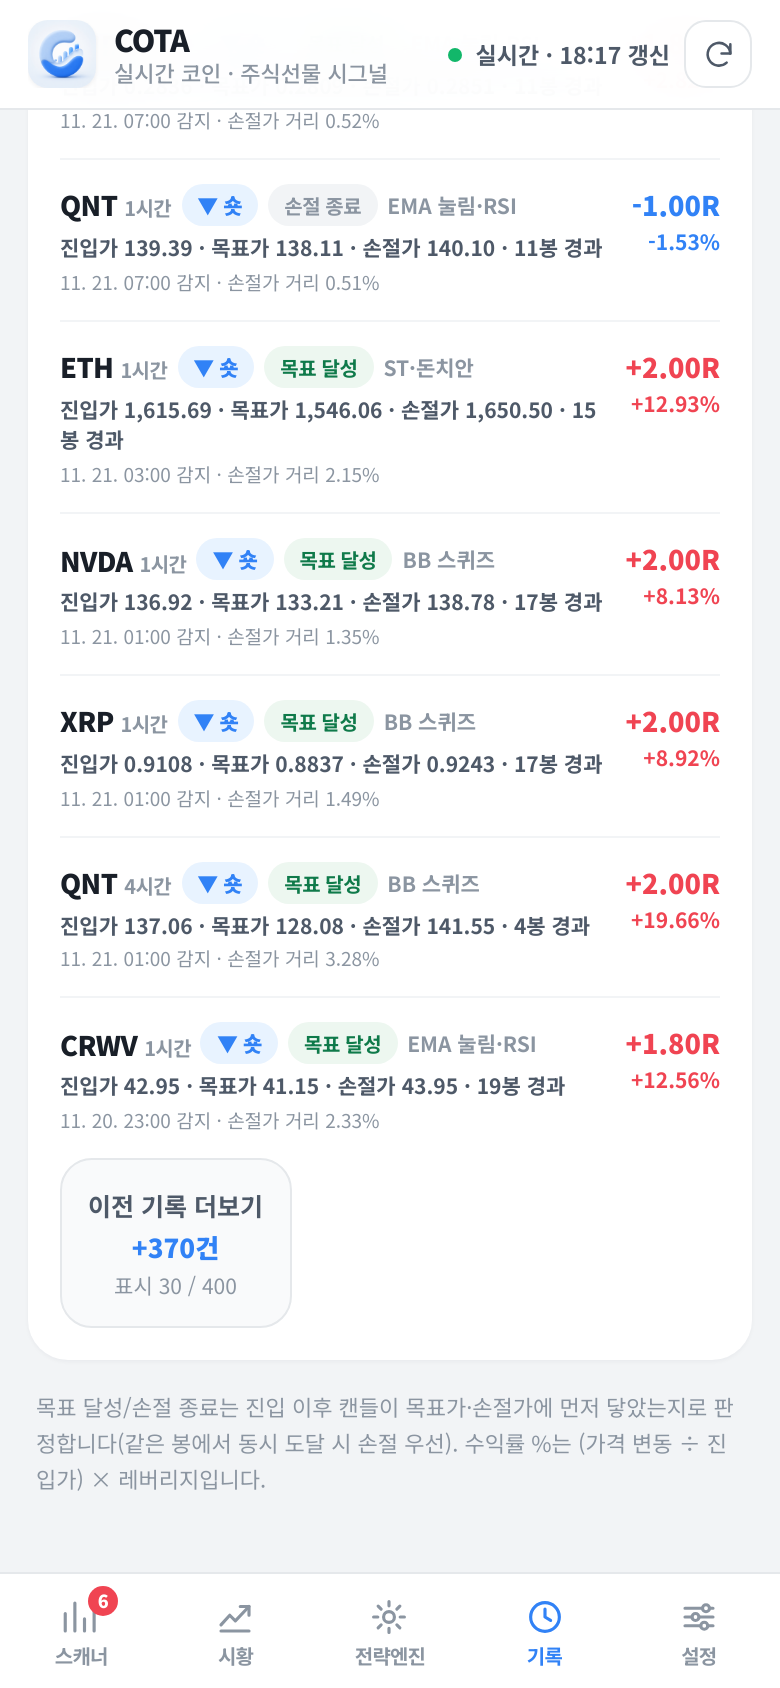 COTA
실시간 코인 · 주식선물 시그널
실시간 · 18:17 갱신
11. 21. 07:00 감지 · 손절가 거리 0.52%
QNT 1시간 ▼ 숏 손절 종료 EMA 눌림·RSI -1.00R
진입가 139.39 · 목표가 138.11 · 손절가 140.10 · 11봉 경과 -1.53%
11. 21. 07:00 감지 · 손절가 거리 0.51%
ETH 1시간 ▼ 숏 목표 달성 ST·돈치안 +2.00R
진입가 1,615.69 · 목표가 1,546.06 · 손절가 1,650.50 · 15 +12.93%
봉 경과
11. 21. 03:00 감지 · 손절가 거리 2.15%
NVDA 1시간 ▼ 숏 목표 달성 BB 스퀴즈 +2.00R
진입가 136.92 · 목표가 133.21 · 손절가 138.78 · 17봉 경과 +8.13%
11. 21. 01:00 감지 · 손절가 거리 1.35%
XRP 1시간 ▼ 숏 목표 달성 BB 스퀴즈 +2.00R
진입가 0.9108 · 목표가 0.8837 · 손절가 0.9243 · 17봉 경과 +8.92%
11. 21. 01:00 감지 · 손절가 거리 1.49%
QNT 4시간 ▼ 숏 목표 달성 BB 스퀴즈 +2.00R
진입가 137.06 · 목표가 128.08 · 손절가 141.55 · 4봉 경과 +19.66%
11. 21. 01:00 감지 · 손절가 거리 3.28%
CRWV 1시간 ▼ 숏 목표 달성 EMA 눌림·RSI +1.80R
진입가 42.95 · 목표가 41.15 · 손절가 43.95 · 19봉 경과 +12.56%
11. 20. 23:00 감지 · 손절가 거리 2.33%
이전 기록 더보기
+370건
표시 30 / 400
목표 달성/손절 종료는 진입 이후 캔들이 목표가·손절가에 먼저 닿았는지로 판
정합니다(같은 봉에서 동시 도달 시 손절 우선). 수익률 %는 (가격 변동 ÷ 진
입가) × 레버리지입니다.
6
스캐너 시황 전략엔진 기록 설정